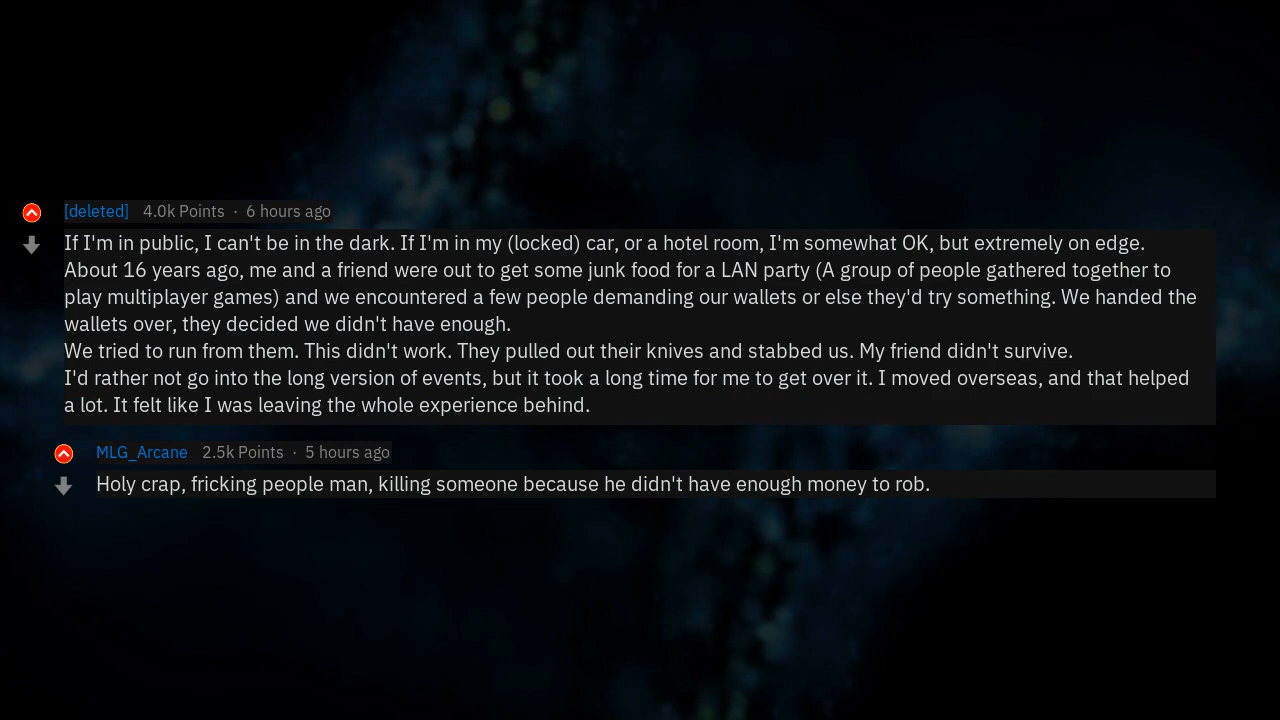 [deleted] 4.0k Points · 6 hours ago
If I'm in public, I can't be in the dark. If I'm in my (locked) car, or a hotel room, I'm somewhat OK, but extremely on edge.
About 16 years ago, me and a friend were out to get some junk food for a LAN party (A group of people gathered together to
play multiplayer games) and we encountered a few people demanding our wallets or else they'd try something. We handed the
wallets over, they decided we didn't have enough.
We tried to run from them. This didn't work. They pulled out their knives and stabbed us. My friend didn't survive.
I'd rather not go into the long version of events, but it took a long time for me to get over it. I moved overseas, and that helped
a lot. It felt like I was leaving the whole experience behind.
MLG_Arcane 2.5k Points · 5 hours ago
Holy crap, fricking people man, killing someone because he didn't have enough money to rob.